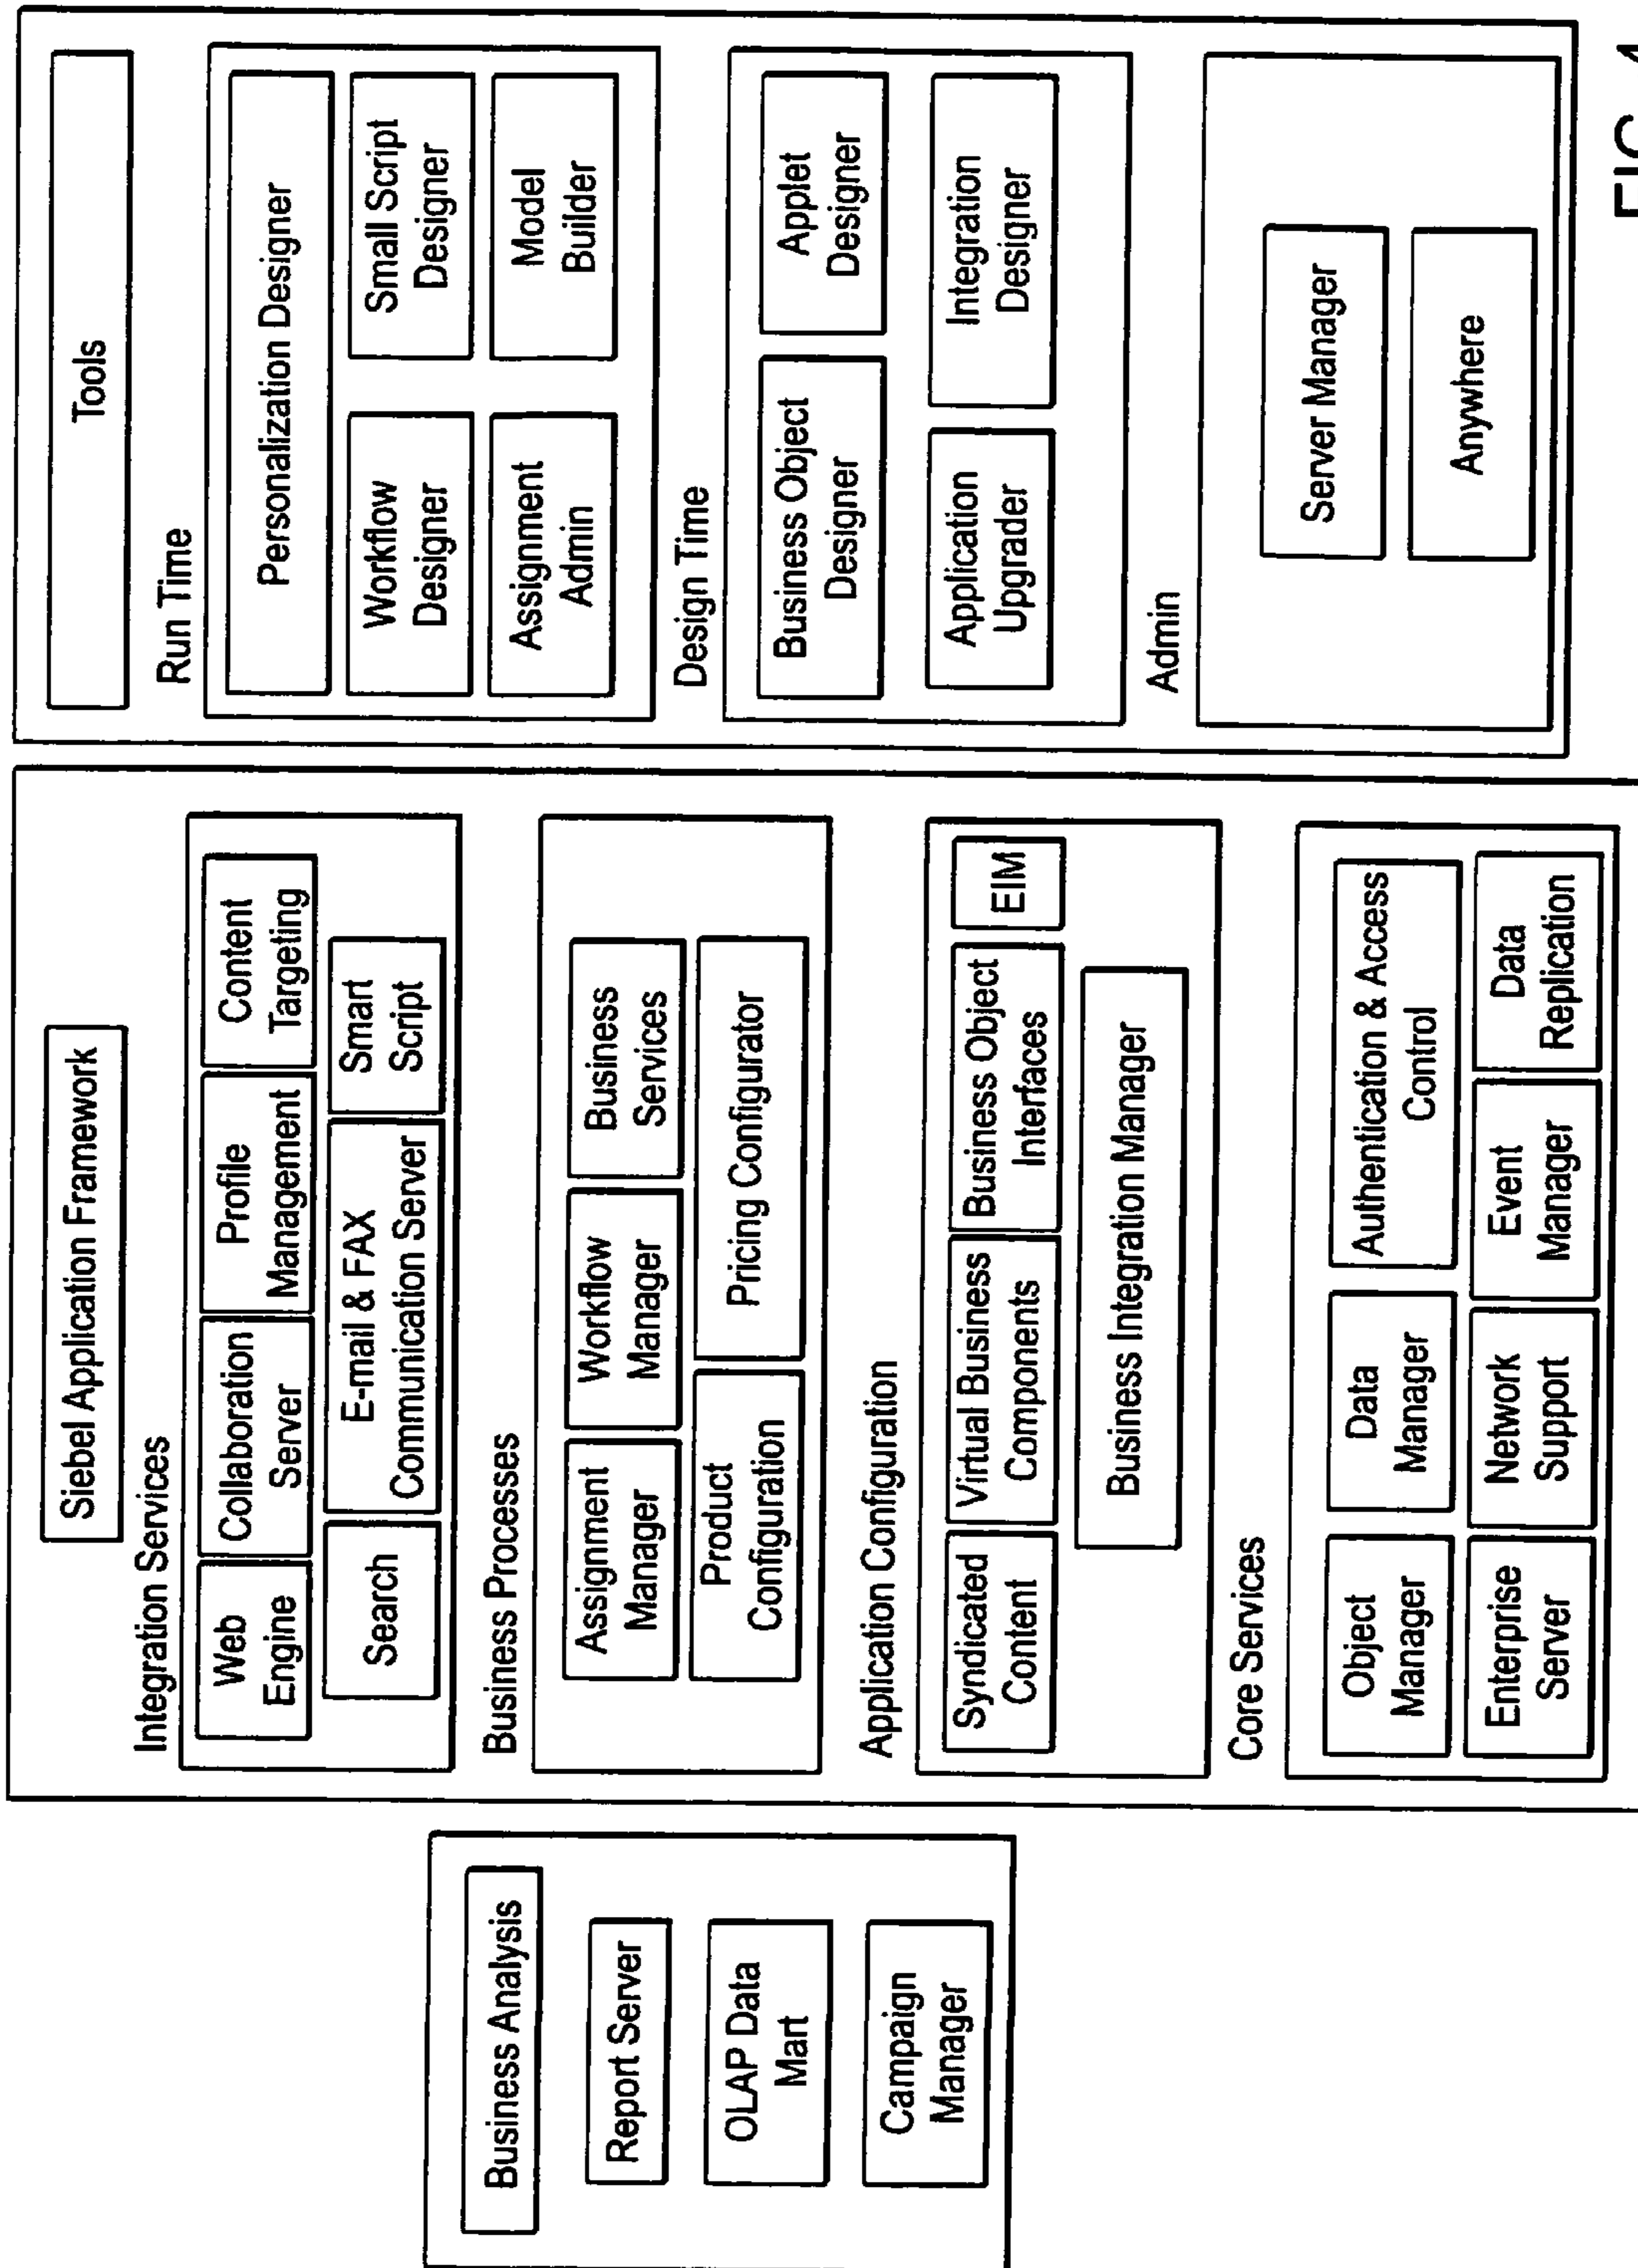 Business Analysis
Report Server
OLAP Data
Mart
Campaign
Manager
Siebel Application Framework
Integration Services
Web
Engine
Collaboration
Server
Profile
Management
Content
Targeting
Search
E-mail & FAX
Communication Server
Smart
Script
Business Processes
Assignment
Manager
Workflow
Manager
Business
Services
Product
Configuration
Pricing Configurator
Application Configuration
Syndicated
Content
Virtual Business
Components
Business Object
Interfaces
EIM
Business Integration Manager
Core Services
Object
Manager
Data
Manager
Authentication & Access
Control
Enterprise
Server
Network
Support
Event
Manager
Data
Replication
Tools
Run Time
Personalization Designer
Workflow
Designer
Small Script
Designer
Assignment
Admin
Model
Builder
Design Time
Business Object
Designer
Applet
Designer
Application
Upgrader
Integration
Designer
Admin
Server Manager
Anywhere